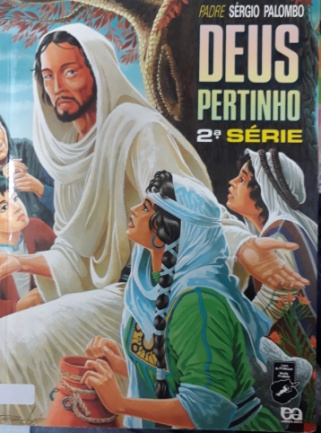 PADRE SÉRGIO PALOMBO
DEUS
PERTINHO
2ª SÉRIE